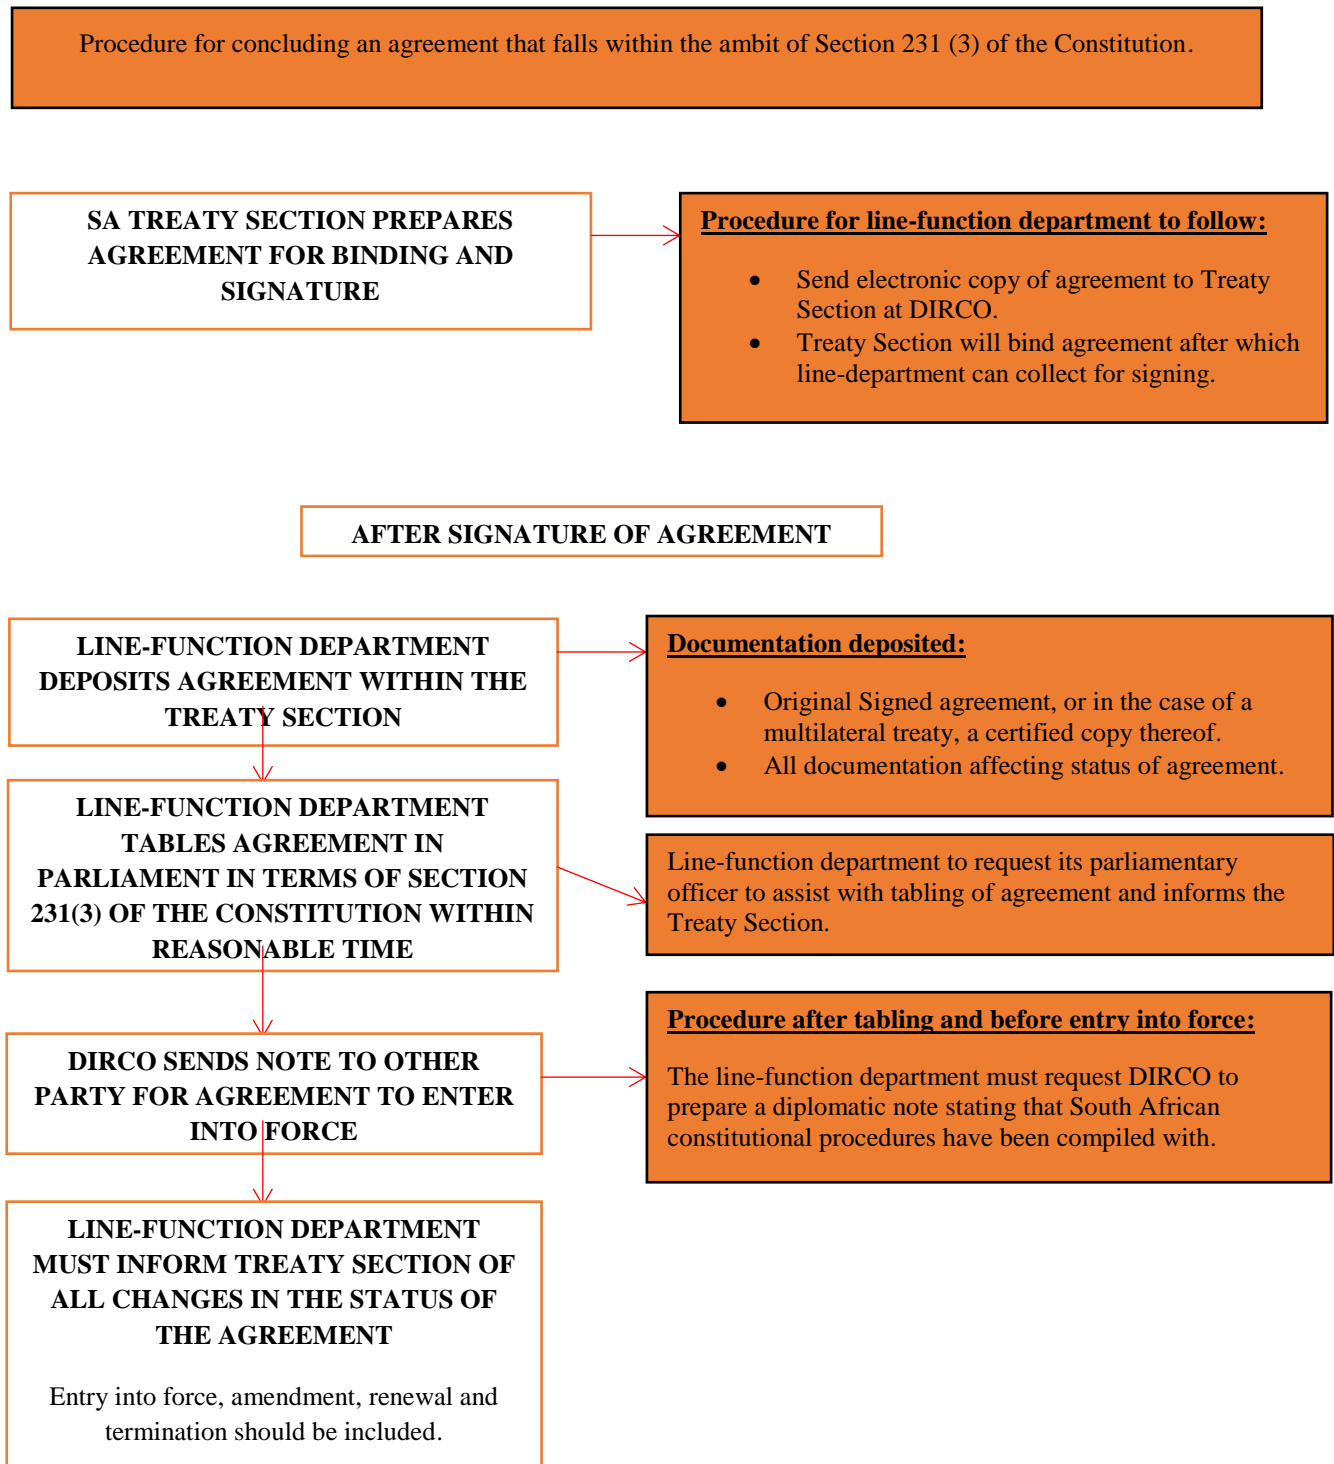 Procedure for concluding an agreement that falls within the ambit of Section 231 (3) of the Constitution.
SA TREATY SECTION PREPARES
AGREEMENT FOR BINDING AND
SIGNATURE
Procedure for line-function department to follow:
• Send electronic copy of agreement to Treaty
Section at DIRCO.
• Treaty Section will bind agreement after which
line-department can collect for signing.
AFTER SIGNATURE OF AGREEMENT
LINE-FUNCTION DEPARTMENT
DEPOSITS AGREEMENT WITHIN THE
TREATY SECTION
Documentation deposited:
• Original Signed agreement, or in the case of a
multilateral treaty, a certified copy thereof.
• All documentation affecting status of agreement.
LINE-FUNCTION DEPARTMENT
TABLES AGREEMENT IN
PARLIAMENT IN TERMS OF SECTION
231(3) OF THE CONSTITUTION WITHIN
REASONABLE TIME
Line-function department to request its parliamentary
officer to assist with tabling of agreement and informs the
Treaty Section.
DIRCO SENDS NOTE TO OTHER
PARTY FOR AGREEMENT TO ENTER
INTO FORCE
Procedure after tabling and before entry into force:
The line-function department must request DIRCO to
prepare a diplomatic note stating that South African
constitutional procedures have been compiled with.
LINE-FUNCTION DEPARTMENT
MUST INFORM TREATY SECTION OF
ALL CHANGES IN THE STATUS OF
THE AGREEMENT
Entry into force, amendment, renewal and
termination should be included.